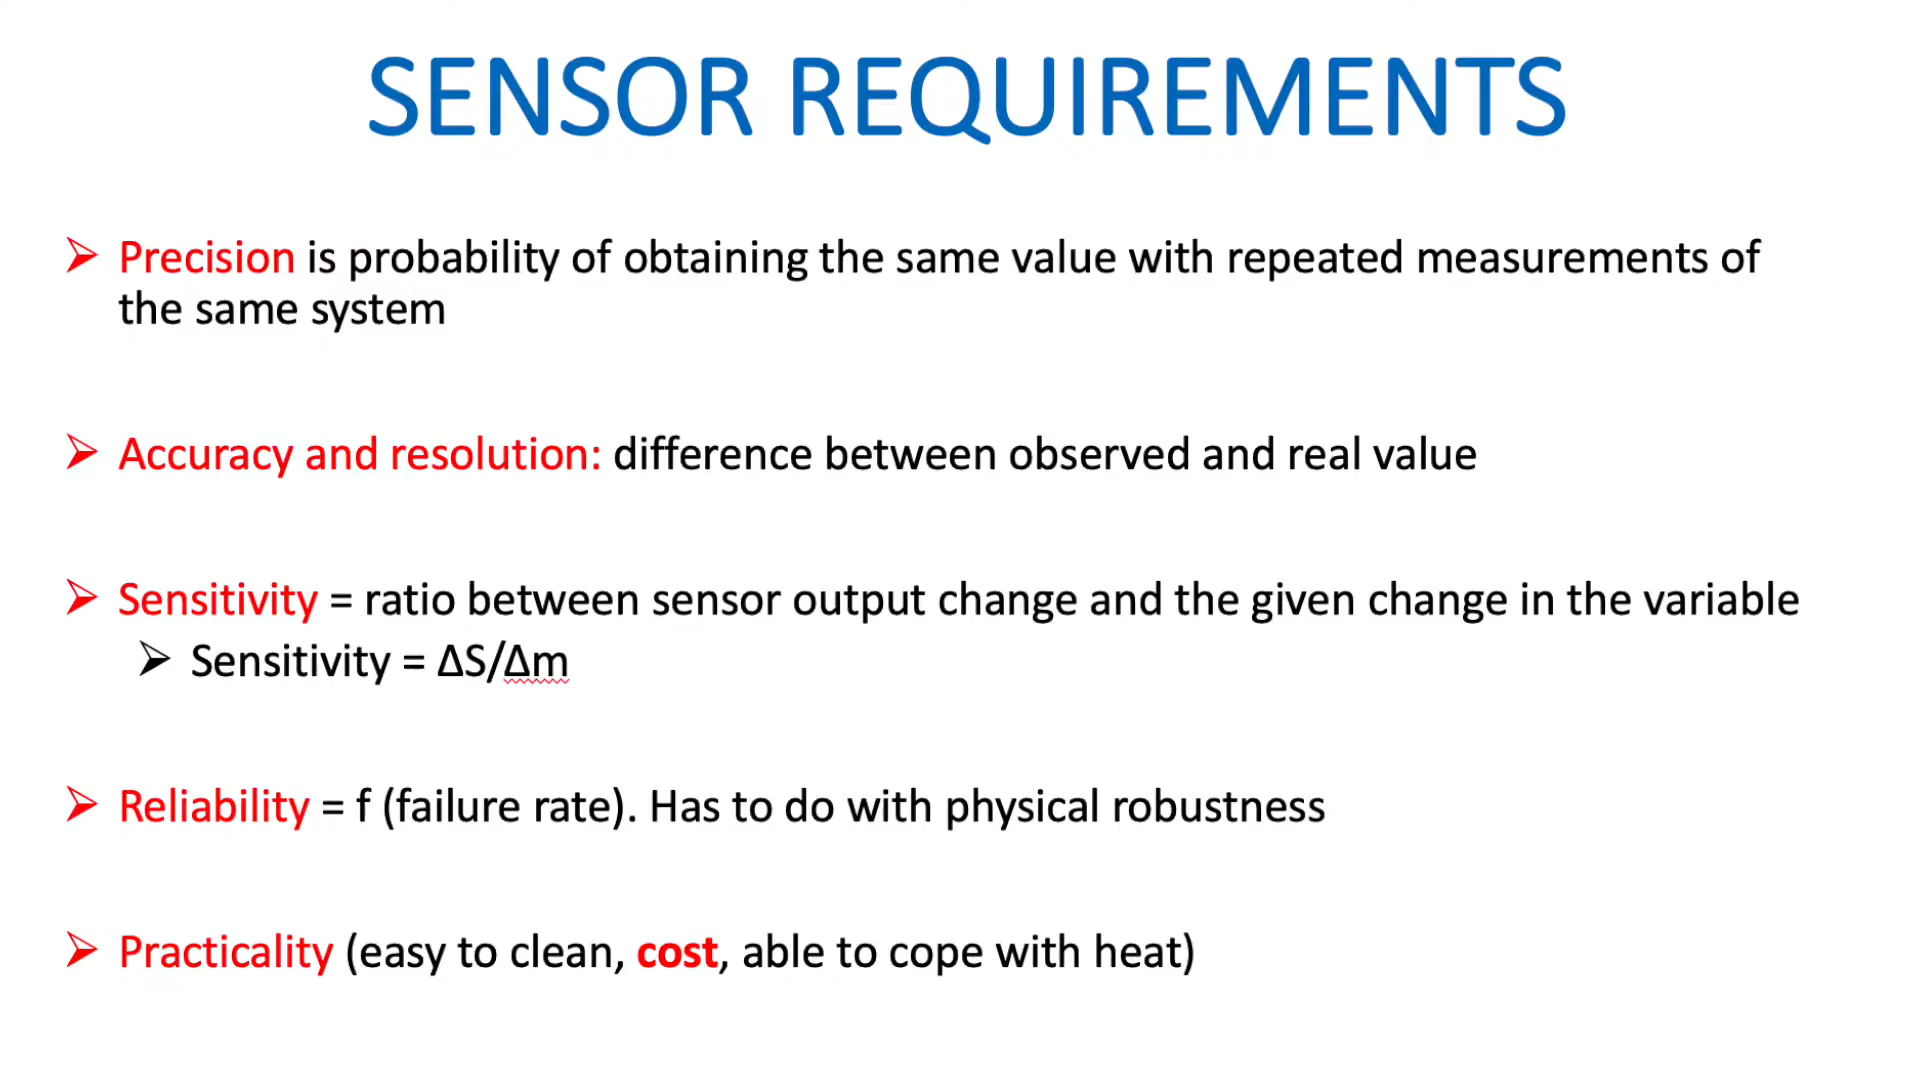 SENSOR REQUIREMENTS
Precision is probability of obtaining the same value with repeated measurements of
the same system
Accuracy and resolution: difference between observed and real value
Sensitivity = ratio between sensor output change and the given change in the variable
Sensitivity = ΔS/Δm
Reliability = f (failure rate). Has to do with physical robustness
Practicality (easy to clean, cost, able to cope with heat)